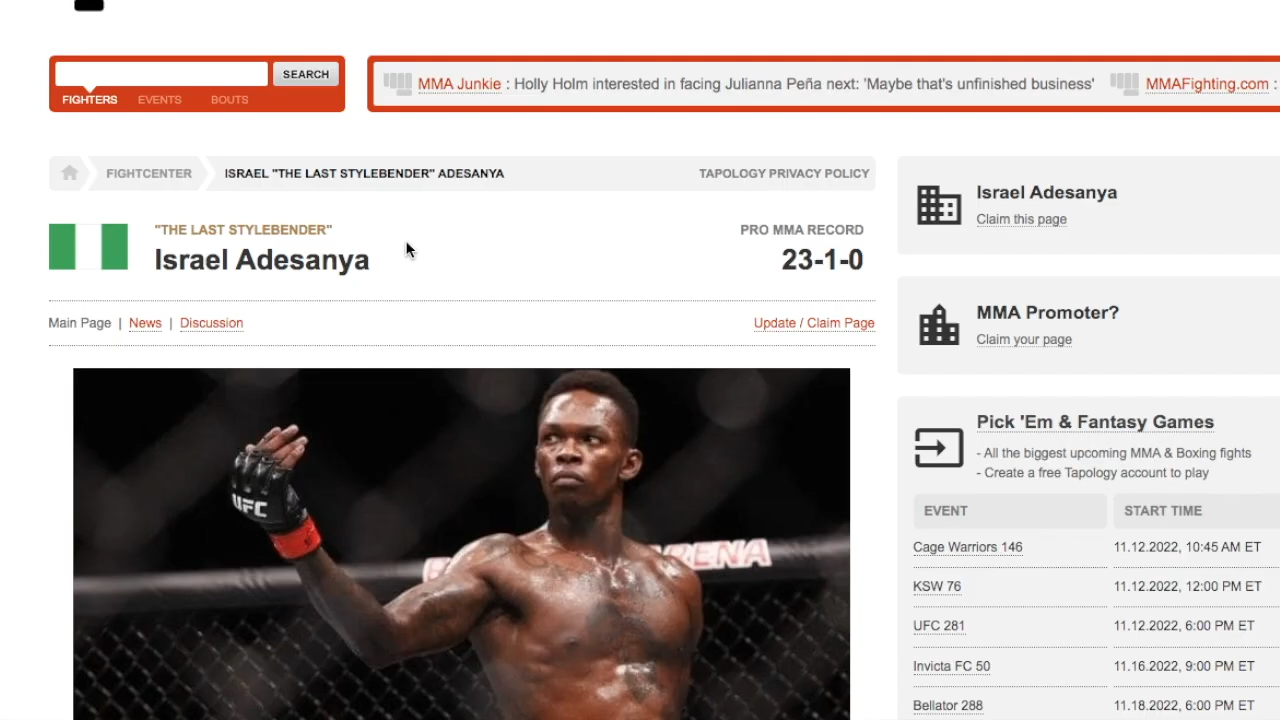 SEARCH
FIGHTERS EVENTS BOUTS
MMA Junkie : Holly Holm interested in facing Julianna Peña next: 'Maybe that's unfinished business' MMAFighting.com :
FIGHTCENTER ISRAEL "THE LAST STYLEBENDER" ADESANYA TAPOLOGY PRIVACY POLICY
"THE LAST STYLEBENDER" PRO MMA RECORD
Israel Adesanya 23-1-0
Main Page | News | Discussion Update / Claim Page
UFC
ARENA
Israel Adesanya
Claim this page
MMA Promoter?
Claim your page
Pick 'Em & Fantasy Games
- All the biggest upcoming MMA & Boxing fights
- Create a free Tapology account to play
EVENT START TIME
Cage Warriors 146 11.12.2022, 10:45 AM ET
KSW 76 11.12.2022, 12:00 PM ET
UFC 281 11.12.2022, 6:00 PM ET
Invicta FC 50 11.16.2022, 9:00 PM ET
Bellator 288 11.18.2022, 6:00 PM ET